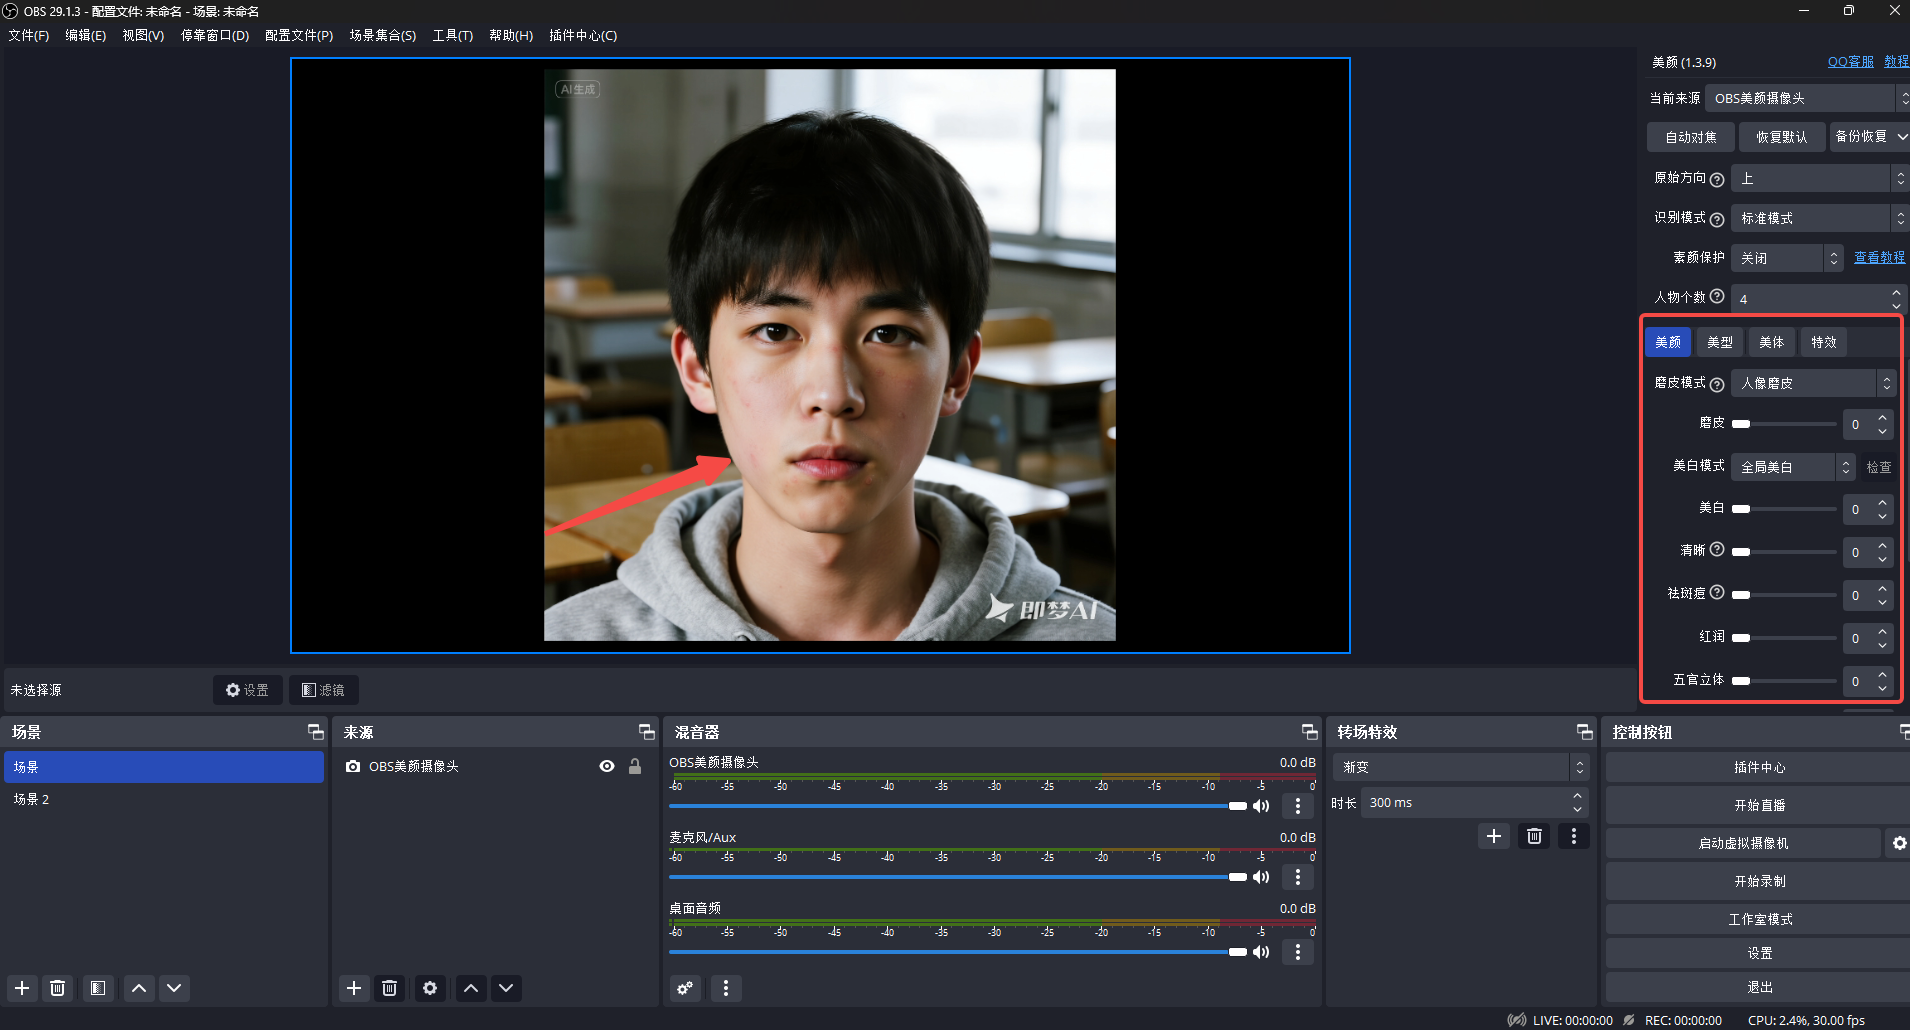 OBS 29.1.3 - 配置文件: 未命名 - 场景: 未命名
文件(F) 编辑(E) 视图(V) 停靠窗口(D) 配置文件(P) 场景集合(S) 工具(T) 帮助(H) 插件中心(C)
AI生成
即梦AI
美颜 (1.3.9) QQ客服 教程
当前来源 OBS美颜摄像头
自动对焦 恢复默认 备份恢复
原始方向 上
识别模式 标准模式
素颜保护 关闭 查看教程
人物个数 4
美颜 美型 美体 特效
磨皮模式 人像磨皮
磨皮 0
美白模式 全局美白 检查
美白 0
清晰 0
祛斑痘 0
红润 0
五官立体 0
未选择源 设置 滤镜
场景
场景
场景 2
来源
OBS美颜摄像头
混音器
OBS美颜摄像头 0.0 dB
-60 -55 -50 -45 -40 -35 -30 -25 -20 -15 -10 -5 0
麦克风/Aux 0.0 dB
-60 -55 -50 -45 -40 -35 -30 -25 -20 -15 -10 -5 0
桌面音频 0.0 dB
-60 -55 -50 -45 -40 -35 -30 -25 -20 -15 -10 -5 0
转场特效
渐变
时长 300 ms
控制按钮
插件中心
开始直播
启动虚拟摄像机
开始录制
工作室模式
设置
退出
LIVE: 00:00:00 REC: 00:00:00 CPU: 2.4%, 30.00 fps